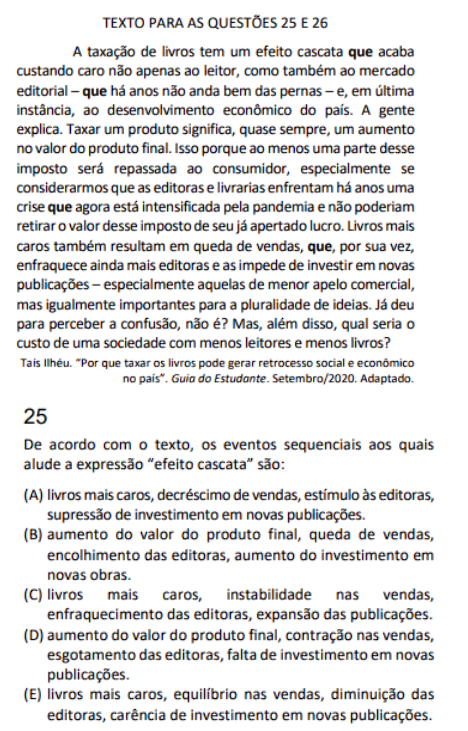 TEXTO PARA AS QUESTÕES 25 E 26
A taxação de livros tem um efeito cascata que acaba
custando caro não apenas ao leitor, como também ao mercado
editorial – que há anos não anda bem das pernas – e, em última
instância, ao desenvolvimento econômico do país. A gente
explica. Taxar um produto significa, quase sempre, um aumento
no valor do produto final. Isso porque ao menos uma parte desse
imposto será repassada ao consumidor, especialmente se
considerarmos que as editoras e livrarias enfrentam há anos uma
crise que agora está intensificada pela pandemia e não poderiam
retirar o valor desse imposto de seu já apertado lucro. Livros mais
caros também resultam em queda de vendas, que, por sua vez,
enfraquece ainda mais editoras e as impede de investir em novas
publicações – especialmente aquelas de menor apelo comercial,
mas igualmente importantes para a pluralidade de ideias. Já deu
para perceber a confusão, não é? Mas, além disso, qual seria o
custo de uma sociedade com menos leitores e menos livros?
Taís Ilhéu. “Por que taxar os livros pode gerar retrocesso social e econômico
no país”. Guia do Estudante. Setembro/2020. Adaptado.
25
De acordo com o texto, os eventos sequenciais aos quais
alude a expressão “efeito cascata” são:
(A) livros mais caros, decréscimo de vendas, estímulo às editoras,
supressão de investimento em novas publicações.
(B) aumento do valor do produto final, queda de vendas,
encolhimento das editoras, aumento do investimento em
novas obras.
(C) livros mais caros, instabilidade nas vendas,
enfraquecimento das editoras, expansão das publicações.
(D) aumento do valor do produto final, contração nas vendas,
esgotamento das editoras, falta de investimento em novas
publicações.
(E) livros mais caros, equilíbrio nas vendas, diminuição das
editoras, carência de investimento em novas publicações.